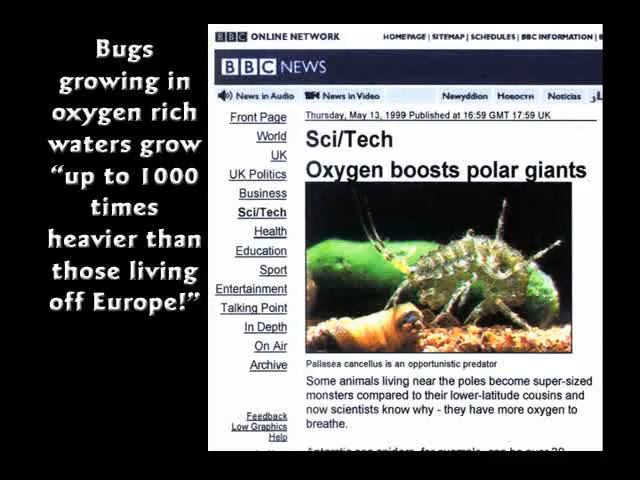 Bugs
growing in
oxygen rich
waters grow
“up to 1000
times
heavier than
those living
off Europe!”
BBC ONLINE NETWORK
HOMEPAGE | SITEMAP | SCHEDULES | BBC INFORMATION |
BBC NEWS
News in Audio
News in Video
Newyddion
Новости
Noticias
Front Page
World
UK
UK Politics
Business
Sci/Tech
Health
Education
Sport
Entertainment
Talking Point
In Depth
On Air
Archive
Feedback
Low Graphics
Help
Thursday, May 13, 1999 Published at 16:59 GMT 17:59 UK
Sci/Tech
Oxygen boosts polar giants
Pallasea cancellus is an opportunistic predator
Some animals living near the poles become super-sized
monsters compared to their lower-latitude cousins and
now scientists know why - they have more oxygen to
breathe.